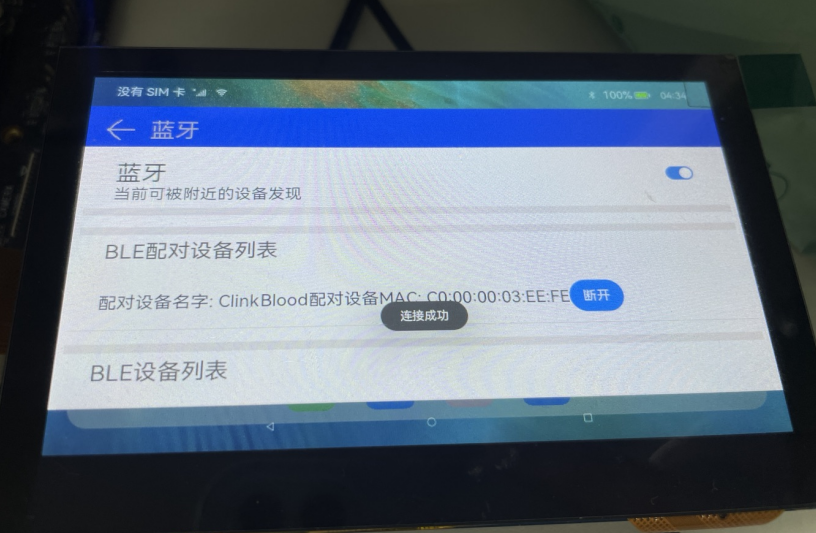 没有 SIM 卡
100%
04:34
蓝牙
蓝牙
当前可被附近的设备发现
BLE配对设备列表
配对设备名字: ClinkBlood配对设备MAC: C0:00:00:03:EE:FE
断开
连接成功
BLE设备列表